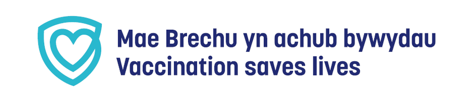 Mae Brechu yn achub bywydau
Vaccination saves lives